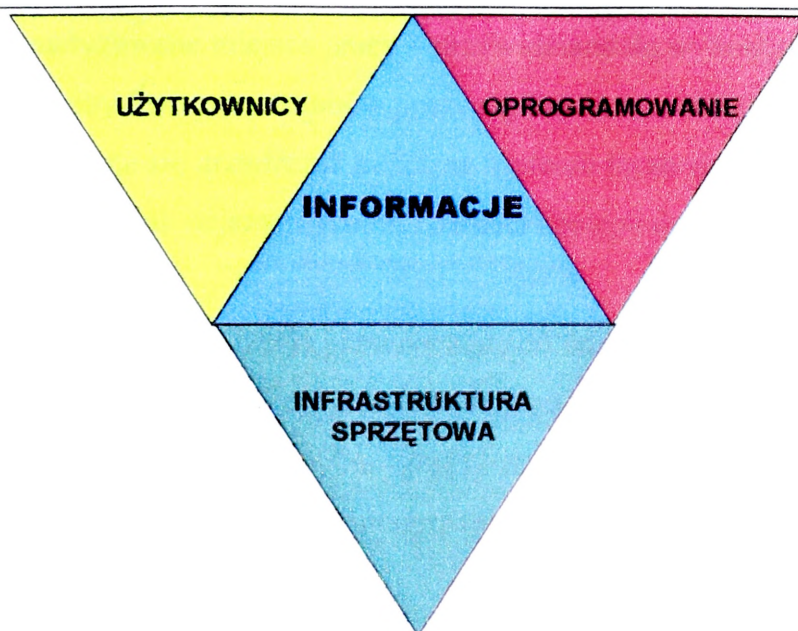 UŻYTKOWNICY
OPROGRAMOWANIE
INFORMACJE
INFRASTRUKTURA
SPRZĘTOWA